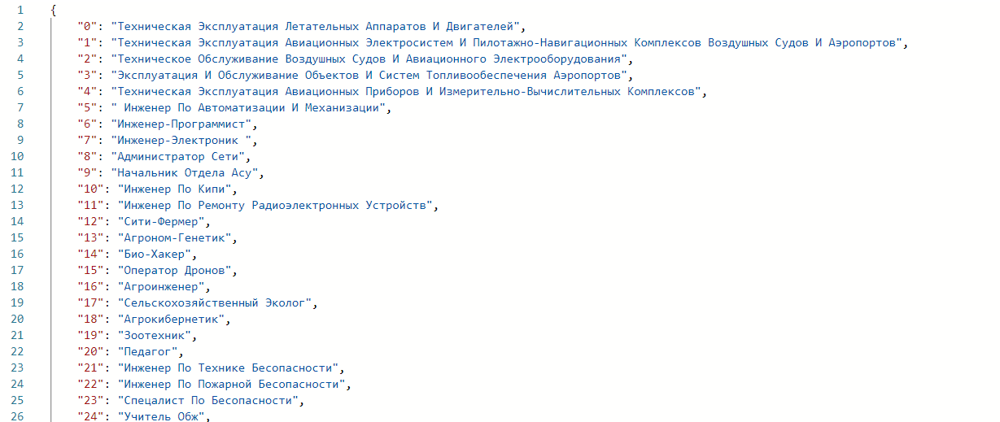 1 {
2 "0": "Техническая Эксплуатация Летательных Аппаратов И Двигателей",
3 "1": "Техническая Эксплуатация Авиационных Электросистем И Пилотажно-Навигационных Комплексов Воздушных Судов И Аэропортов",
4 "2": "Техническое Обслуживание Воздушных Судов И Авиационного Электрооборудования",
5 "3": "Эксплуатация И Обслуживание Объектов И Систем Топливообеспечения Аэропортов",
6 "4": "Техническая Эксплуатация Авиационных Приборов И Измерительно-Вычислительных Комплексов",
7 "5": " Инженер По Автоматизации И Механизации",
8 "6": "Инженер-Программист",
9 "7": "Инженер-Электроник ",
10 "8": "Администратор Сети",
11 "9": "Начальник Отдела Асу",
12 "10": "Инженер По Кипи",
13 "11": "Инженер По Ремонту Радиоэлектронных Устройств",
14 "12": "Сити-Фермер",
15 "13": "Агроном-Генетик",
16 "14": "Био-Хакер",
17 "15": "Оператор Дронов",
18 "16": "Агроинженер",
19 "17": "Сельскохозяйственный Эколог",
20 "18": "Агрокибернетик",
21 "19": "Зоотехник",
22 "20": "Педагог",
23 "21": "Инженер По Технике Бесопасности",
24 "22": "Инженер По Пожарной Бесопасности",
25 "23": "Спецалист По Бесопасности",
26 "24": "Учитель Обж",